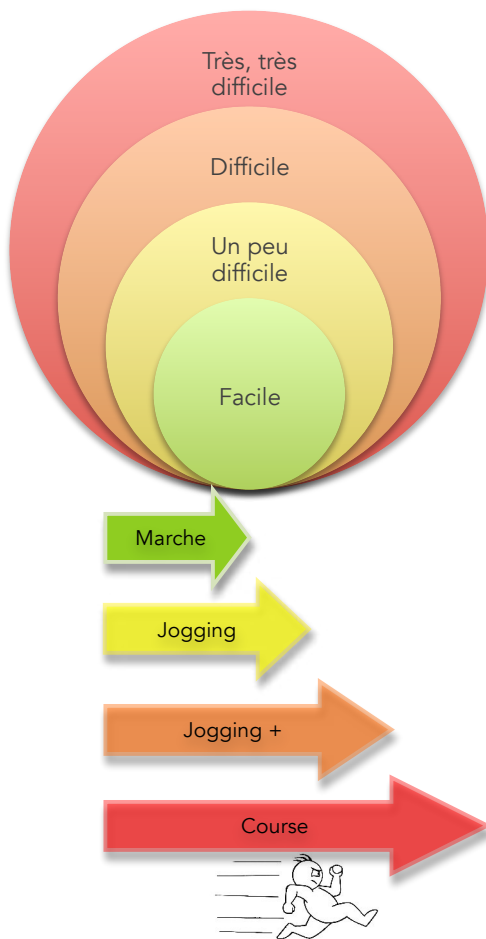 Très, très
difficile
Difficile
Un peu
difficile
Facile
Marche
Jogging
Jogging +
Course